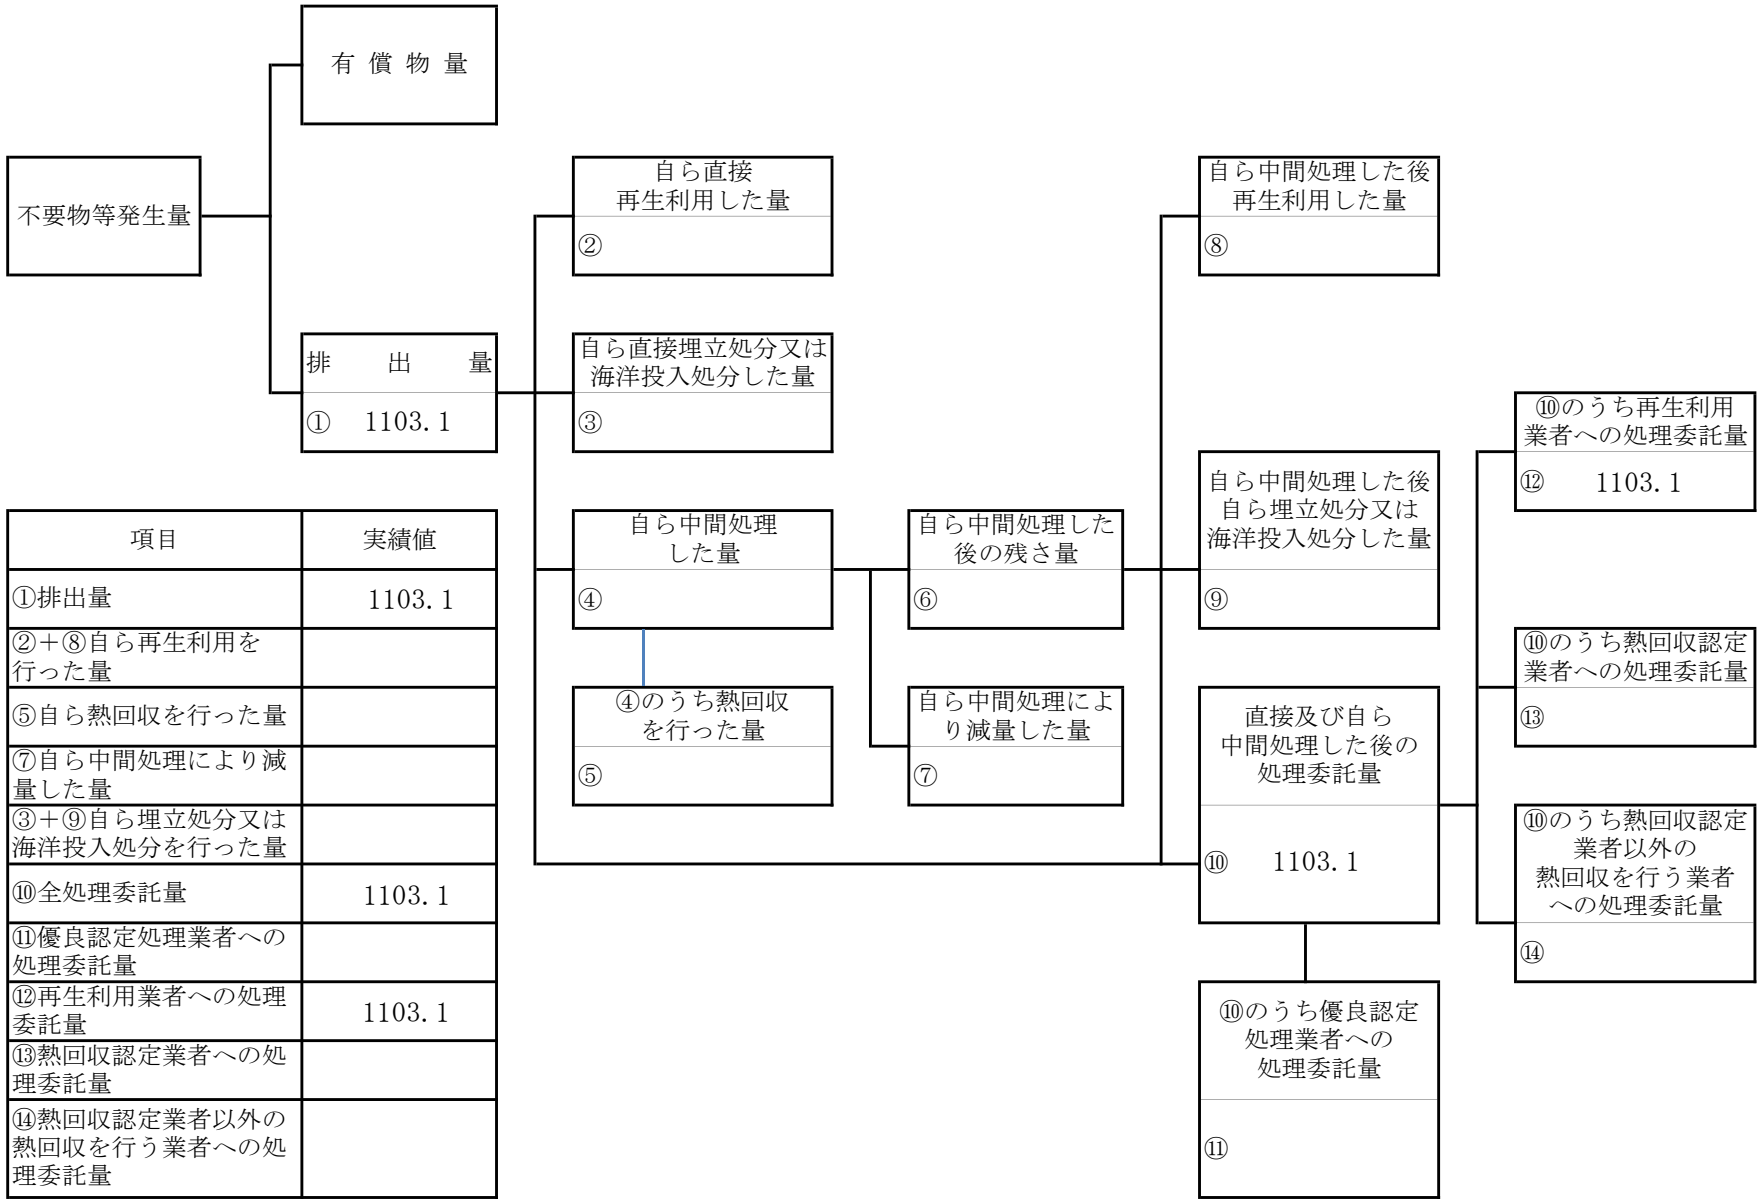 有 償 物 量
不要物等発生量
排 出 量
① 1103.1
自ら直接
再生利用した量
②
自ら直接埋立処分又は
海洋投入処分した量
③
自ら中間処理
した量
④
④のうち熱回収
を行った量
⑤
自ら中間処理した
後の残さ量
⑥
自ら中間処理によ
り減量した量
⑦
自ら中間処理した後
再生利用した量
⑧
自ら中間処理した後
自ら埋立処分又は
海洋投入処分した量
⑨
直接及び自ら
中間処理した後の
処理委託量
⑩ 1103.1
⑩のうち優良認定
処理業者への
処理委託量
⑪
⑩のうち再生利用
業者への処理委託量
⑫ 1103.1
⑩のうち熱回収認定
業者への処理委託量
⑬
⑩のうち熱回収認定
業者以外の
熱回収を行う業者
への処理委託量
⑭
項目 実績値
①排出量 1103.1
②+⑧自ら再生利用を
行った量
⑤自ら熱回収を行った量
⑦自ら中間処理により減
量した量
③+⑨自ら埋立処分又は
海洋投入処分を行った量
⑩全処理委託量 1103.1
⑪優良認定処理業者への
処理委託量
⑫再生利用業者への処理
委託量 1103.1
⑬熱回収認定業者への処
理委託量
⑭熱回収認定業者以外の
熱回収を行う業者への処
理委託量